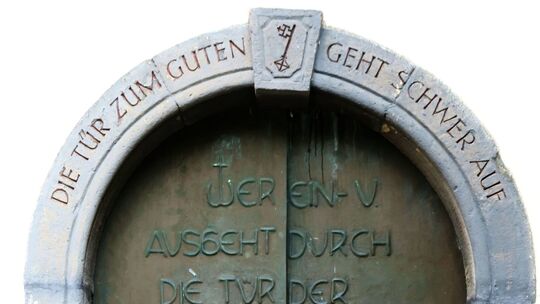 DIE TÜR ZUM GUTEN GEHT SCHWER AUF
WER EIN- V.
AUSGEHT DURCH
DIE TÜR DER